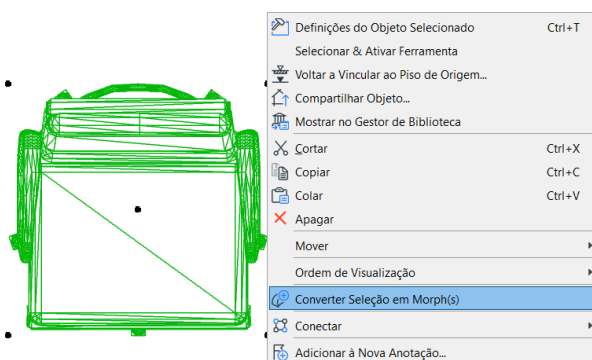 Definições do Objeto Selecionado Ctrl+T
Selecionar & Ativar Ferramenta
Voltar a Vincular ao Piso de Origem...
Compartilhar Objeto...
Mostrar no Gestor de Biblioteca
Cortar Ctrl+X
Copiar Ctrl+C
Colar Ctrl+V
Apagar
Mover
Ordem de Visualização
Converter Seleção em Morph(s)
Conectar
Adicionar à Nova Anotação...